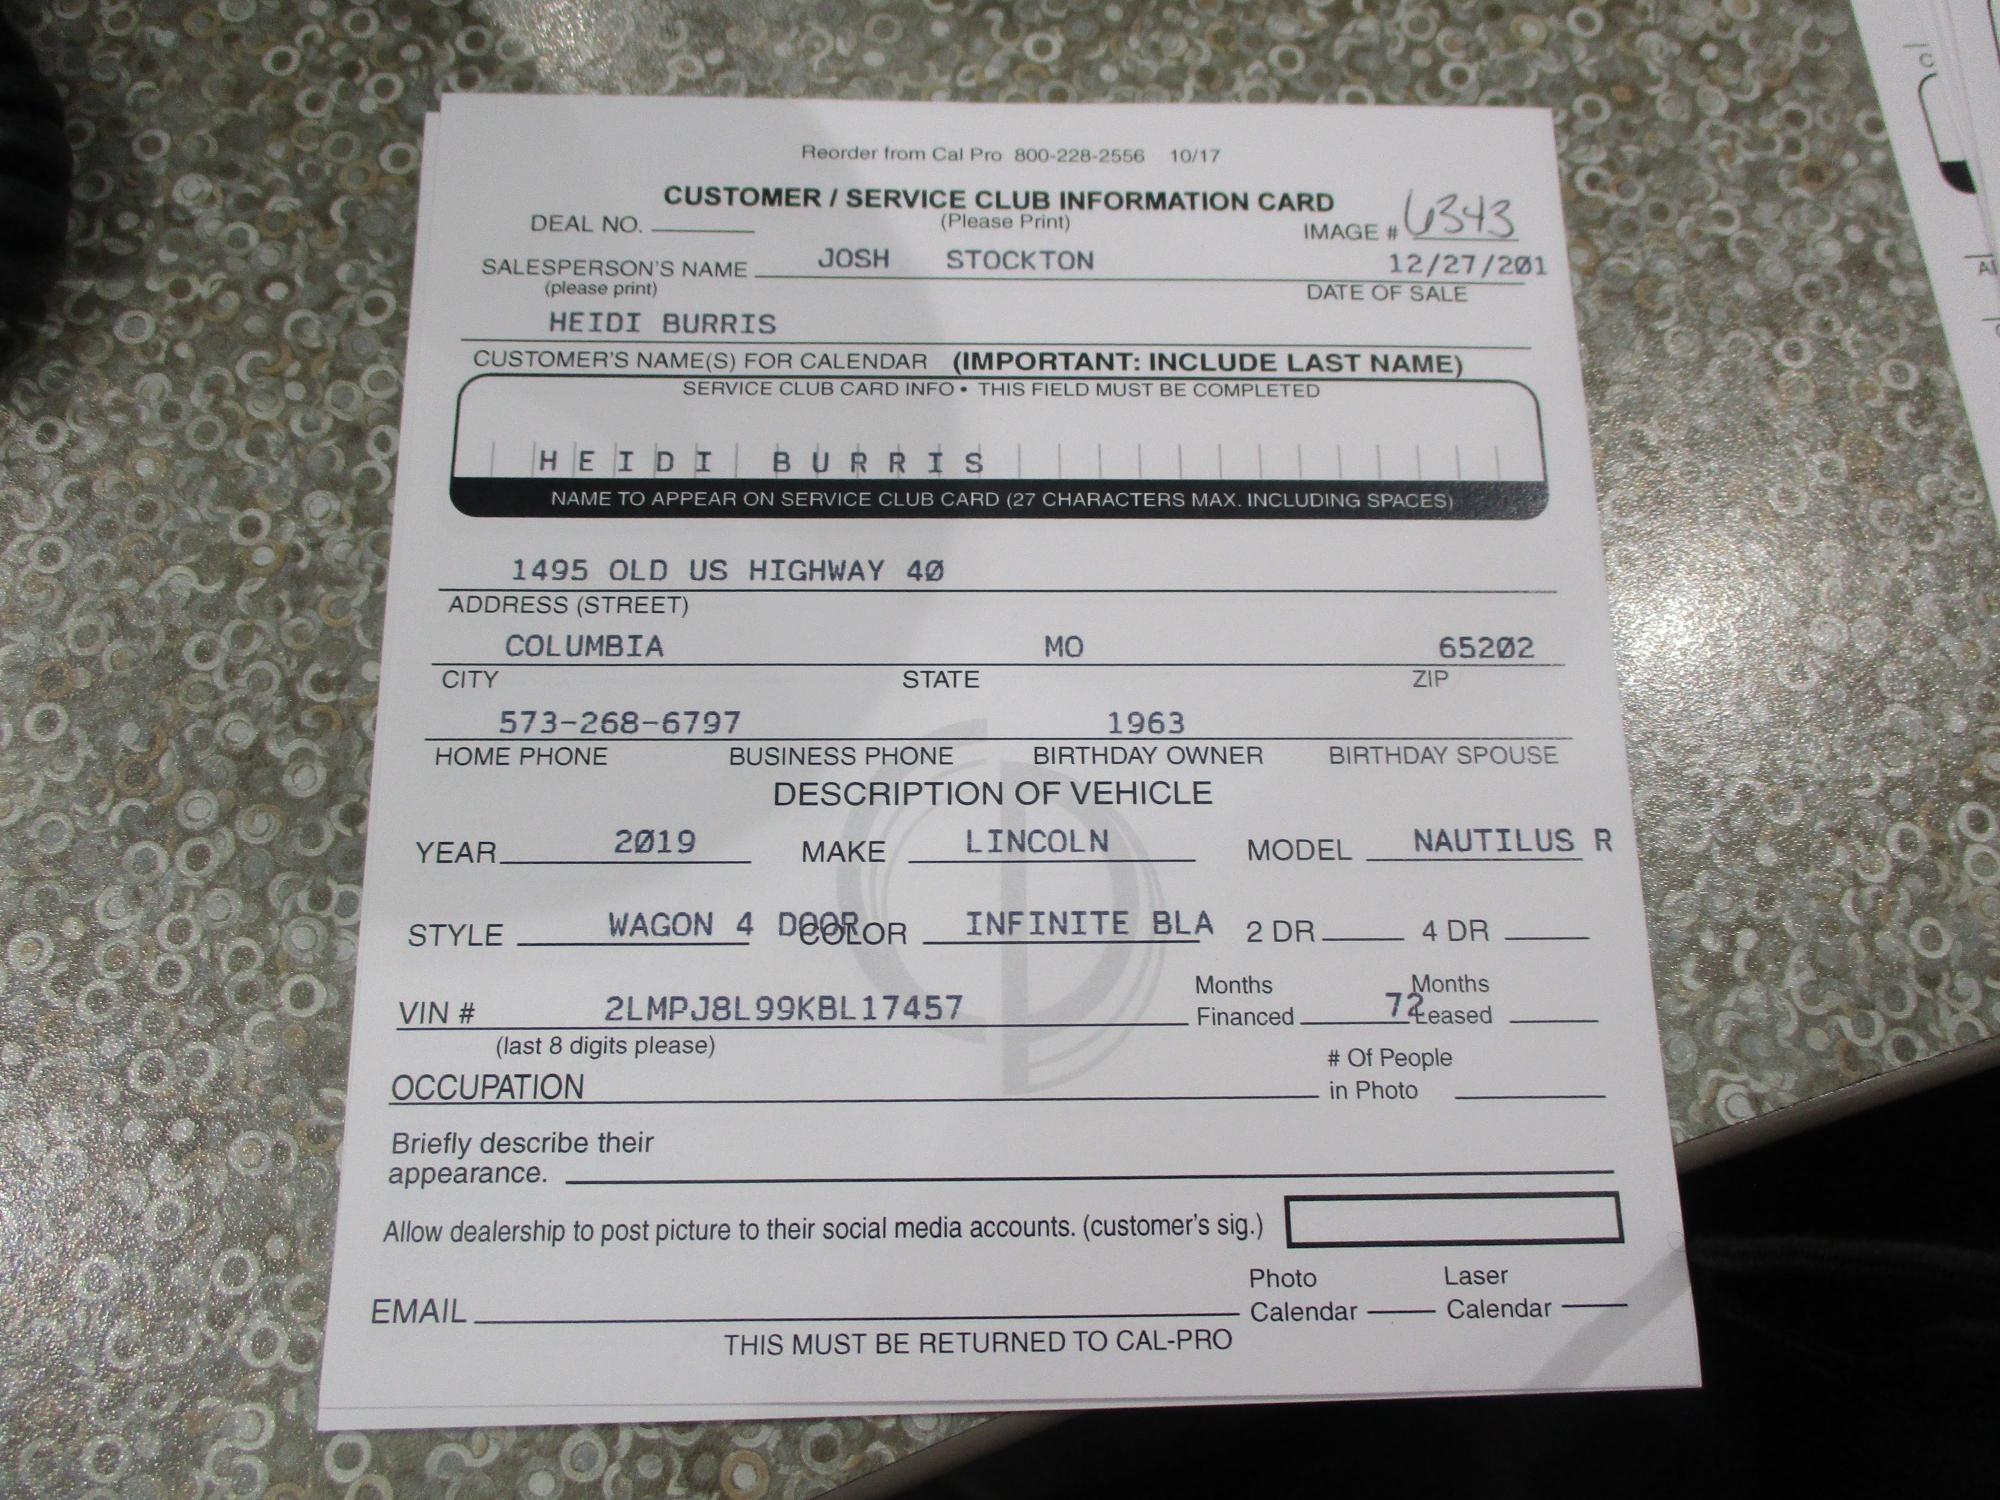 Reorder from Cal Pro 800-228-2556 10/17
CUSTOMER / SERVICE CLUB INFORMATION CARD
DEAL NO. (Please Print) IMAGE # 6343
SALESPERSON'S NAME JOSH STOCKTON 12/27/201
(please print) DATE OF SALE
HEIDI BURRIS
CUSTOMER'S NAME(S) FOR CALENDAR (IMPORTANT: INCLUDE LAST NAME)
SERVICE CLUB CARD INFO • THIS FIELD MUST BE COMPLETED
HEIDI BURRIS
NAME TO APPEAR ON SERVICE CLUB CARD (27 CHARACTERS MAX. INCLUDING SPACES)
1495 OLD US HIGHWAY 40
ADDRESS (STREET)
COLUMBIA MO 65202
CITY STATE ZIP
573-268-6797 1963
HOME PHONE BUSINESS PHONE BIRTHDAY OWNER BIRTHDAY SPOUSE
DESCRIPTION OF VEHICLE
YEAR 2019 MAKE LINCOLN MODEL NAUTILUS R
STYLE WAGON 4 DOOR COLOR INFINITE BLA 2 DR 4 DR
VIN # 2LMPJ8L99KBL17457 Months Financed 72 Months Leased
(last 8 digits please)
OCCUPATION # Of People in Photo
Briefly describe their
appearance.
Allow dealership to post picture to their social media accounts. (customer's sig.)
EMAIL Photo Calendar Laser Calendar
THIS MUST BE RETURNED TO CAL-PRO